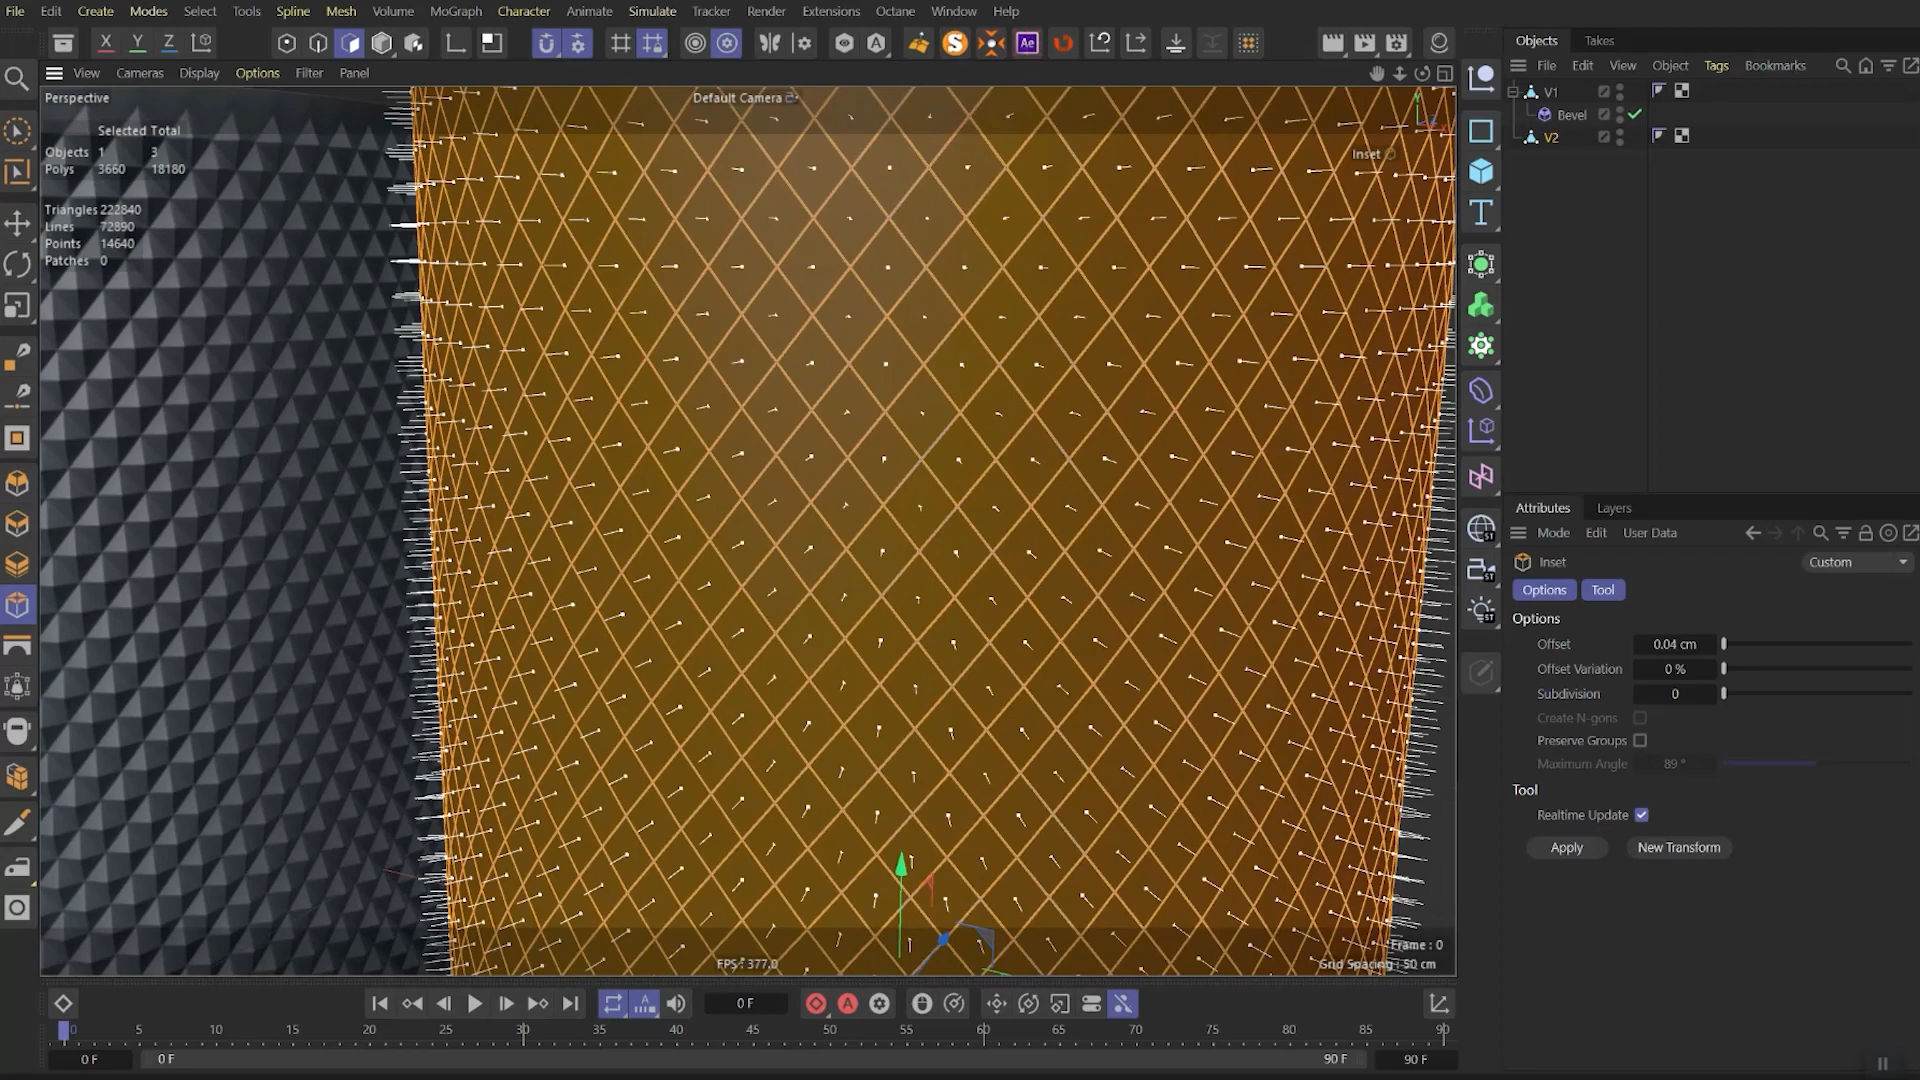 File Edit Create Modes Select Tools Spline Mesh Volume MoGraph Character Animate Simulate Tracker Render Extensions Octane Window Help
X Y Z
S
Ae
View Cameras Display Options Filter Panel
Perspective
Default Camera
Selected Total
Objects 1 3
Polys 3660 18180
Inset
Triangles 222840
Lines 72890
Points 14640
Patches 0
Y
Frame : 0
FPS : 377.0
Grid Spacing : 50 cm
0 F
0 5 10 15 20 25 30 35 40 45 50 55 60 65 70 75 80 85 90
0 F 0 F 90 F 90 F
T
ST
ST
ST
Objects Takes
File Edit View Object Tags Bookmarks
V1
Bevel
V2
Attributes Layers
Mode Edit User Data
Inset Custom
Options Tool
Options
Offset 0.04 cm
Offset Variation 0 %
Subdivision 0
Create N-gons
Preserve Groups
Maximum Angle 89 °
Tool
Realtime Update
Apply New Transform